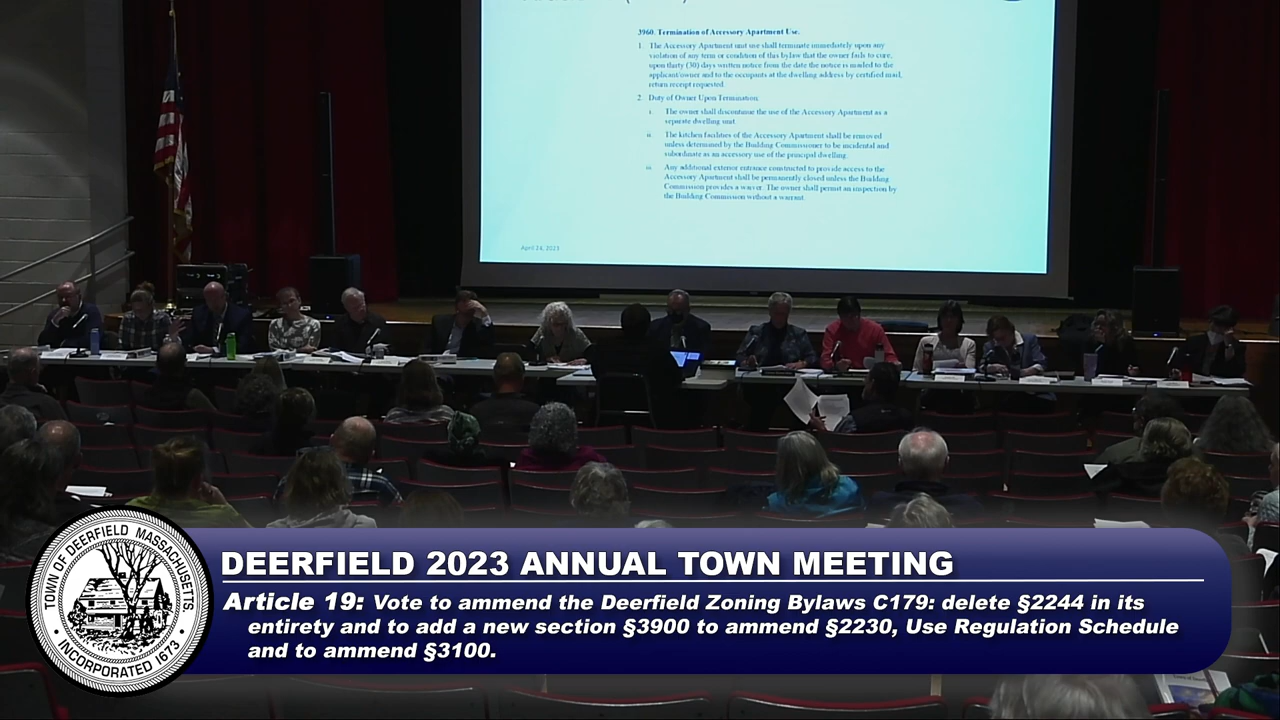 3960. Termination of Accessory Apartment Use.
1. The Accessory Apartment unit use shall terminate immediately upon any
violation of any term or condition of this bylaw that the owner fails to cure,
upon thirty (30) days written notice from the date the notice is mailed to the
applicant/owner and to the occupants at the dwelling address by certified mail,
return receipt requested.
2. Duty of Owner Upon Termination:
i. The owner shall discontinue the use of the Accessory Apartment as a
separate dwelling unit.
ii. The kitchen facilities of the Accessory Apartment shall be removed
unless determined by the Building Commissioner to be incidental and
subordinate as an accessory use of the principal dwelling.
iii. Any additional exterior entrance constructed to provide access to the
Accessory Apartment shall be permanently closed unless the Building
Commission provides a waiver. The owner shall permit an inspection by
the Building Commission without a warrant.
April 24, 2023
TOWN OF DEERFIELD MASSACHUSETTS.
• INCORPORATED 1673 •
DEERFIELD 2023 ANNUAL TOWN MEETING
Article 19: Vote to ammend the Deerfield Zoning Bylaws C179: delete §2244 in its
entirety and to add a new section §3900 to ammend §2230, Use Regulation Schedule
and to ammend §3100.